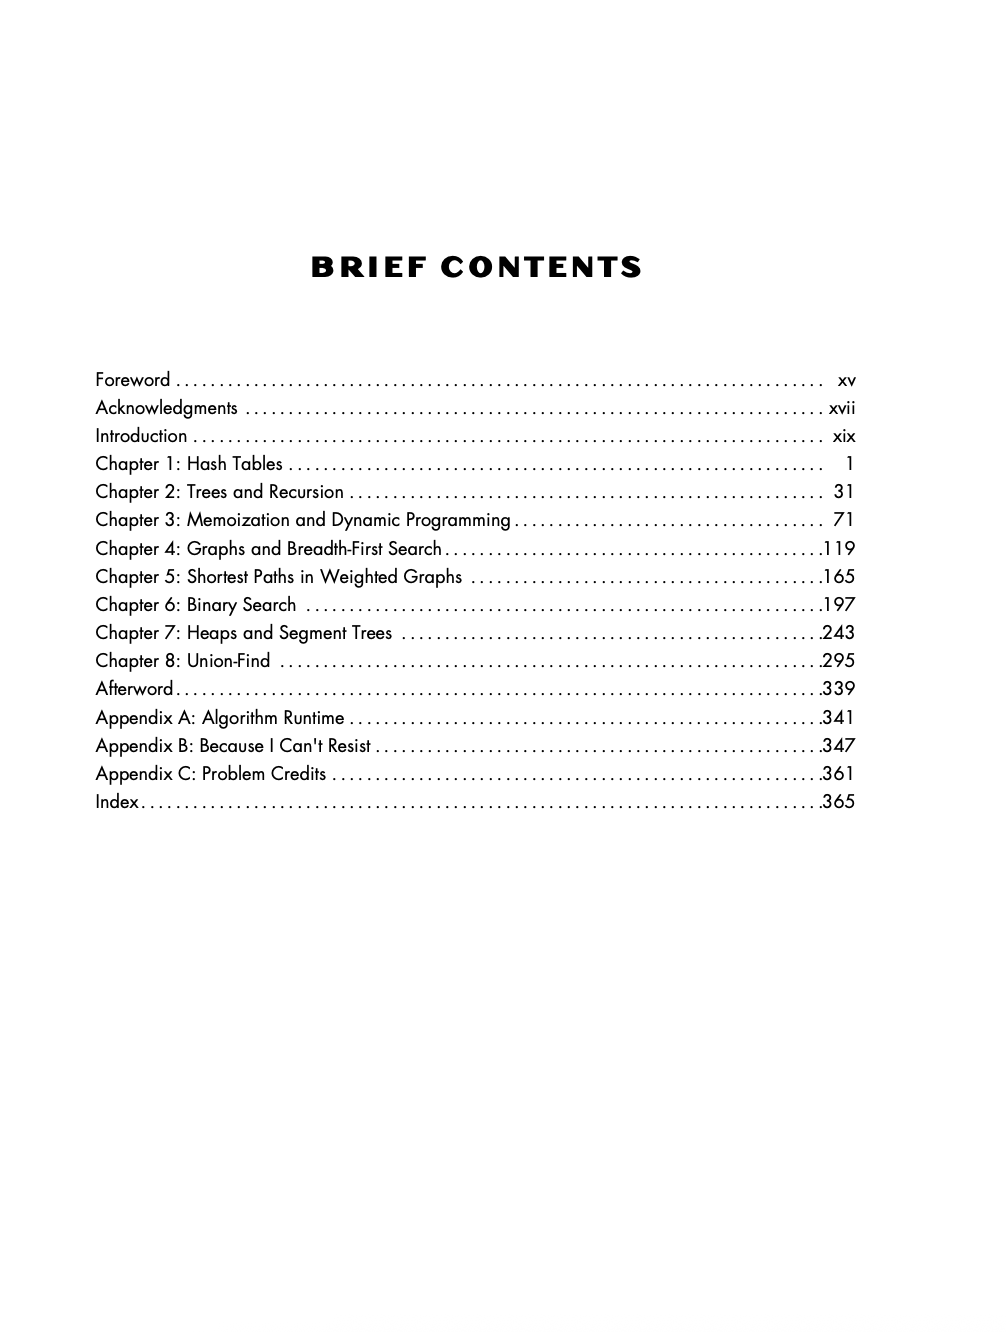 BRIEF CONTENTS
Foreword . . . . . . . . . . . . . . . . . . . . . . . . . . . . . . . . . . . . . . . . xv
Acknowledgments . . . . . . . . . . . . . . . . . . . . . . . . . . . . . . . . . . . . . . . . xvii
Introduction . . . . . . . . . . . . . . . . . . . . . . . . . . . . . . . . . . . . . . . . xix
Chapter 1: Hash Tables . . . . . . . . . . . . . . . . . . . . . . . . . . . . . . . . . . . . . . . . 1
Chapter 2: Trees and Recursion . . . . . . . . . . . . . . . . . . . . . . . . . . . . . . . . . . . . . . . . 31
Chapter 3: Memoization and Dynamic Programming . . . . . . . . . . . . . . . . . . . . . . . . . . . . . . . . . . . . 71
Chapter 4: Graphs and Breadth-First Search . . . . . . . . . . . . . . . . . . . . . . . . . . . . . . . . . . . . . . . . 119
Chapter 5: Shortest Paths in Weighted Graphs . . . . . . . . . . . . . . . . . . . . . . . . . . . . . . . . . . . . . . . . 165
Chapter 6: Binary Search . . . . . . . . . . . . . . . . . . . . . . . . . . . . . . . . . . . . . . . . 197
Chapter 7: Heaps and Segment Trees . . . . . . . . . . . . . . . . . . . . . . . . . . . . . . . . . . . . . . . . 243
Chapter 8: Union-Find . . . . . . . . . . . . . . . . . . . . . . . . . . . . . . . . . . . . . . . . 295
Afterword . . . . . . . . . . . . . . . . . . . . . . . . . . . . . . . . . . . . . . . . 339
Appendix A: Algorithm Runtime . . . . . . . . . . . . . . . . . . . . . . . . . . . . . . . . . . . . . . . . 341
Appendix B: Because I Can't Resist . . . . . . . . . . . . . . . . . . . . . . . . . . . . . . . . . . . . . . . . 347
Appendix C: Problem Credits . . . . . . . . . . . . . . . . . . . . . . . . . . . . . . . . . . . . . . . . 361
Index . . . . . . . . . . . . . . . . . . . . . . . . . . . . . . . . . . . . . . . . 365